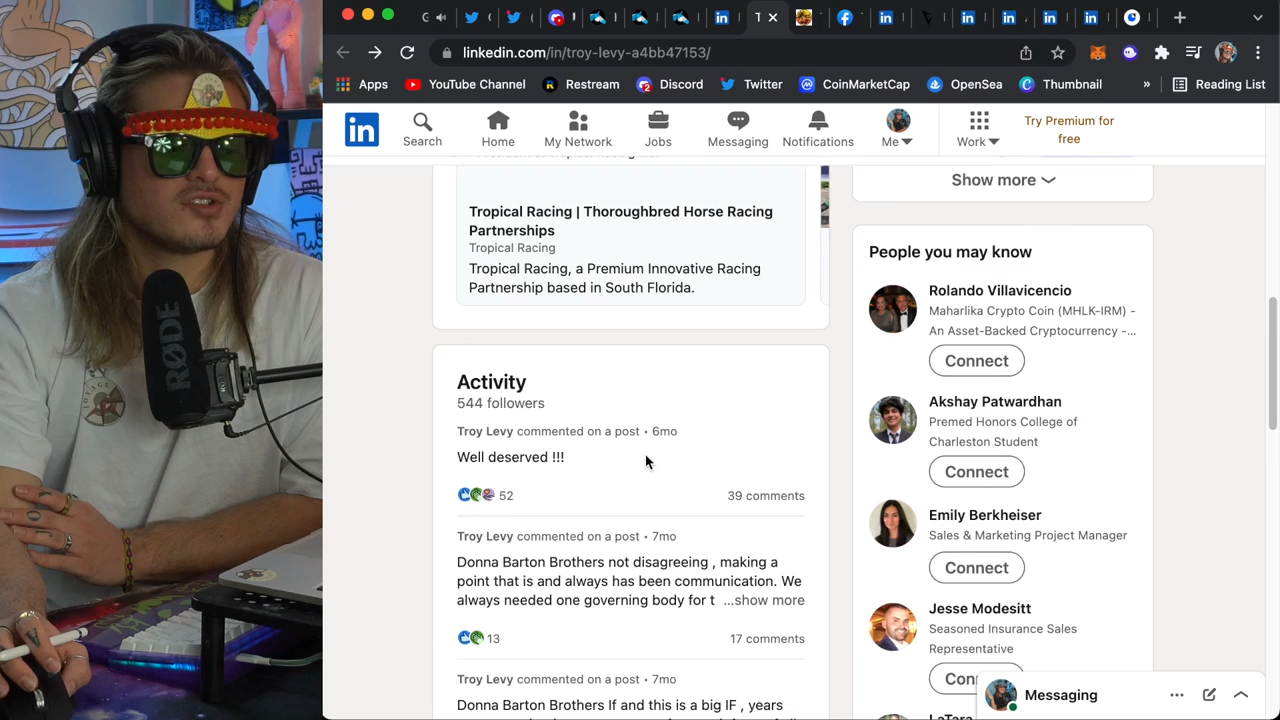 linkedin.com/in/troy-levy-a4bb47153/
Apps
YouTube Channel
Restream
Discord
Twitter
CoinMarketCap
OpenSea
Thumbnail
»
Reading List
in
Search
Home
My Network
Jobs
Messaging
Notifications
Me
Work
Try Premium for
free
Tropical Racing | Thoroughbred Horse Racing
Partnerships
Tropical Racing
Tropical Racing, a Premium Innovative Racing
Partnership based in South Florida.
Activity
544 followers
Troy Levy commented on a post • 6mo
Well deserved !!!
52
39 comments
Troy Levy commented on a post • 7mo
Donna Barton Brothers not disagreeing , making a
point that is and always has been communication. We
always needed one governing body for t ...show more
13
17 comments
Troy Levy commented on a post • 7mo
Donna Barton Brothers If and this is a big IF , years
Show more
People you may know
Rolando Villavicencio
Maharlika Crypto Coin (MHLK-IRM) -
An Asset-Backed Cryptocurrency -...
Connect
Akshay Patwardhan
Premed Honors College of
Charleston Student
Connect
Emily Berkheiser
Sales & Marketing Project Manager
Connect
Jesse Modesitt
Seasoned Insurance Sales
Representative
Con
Messaging
RØDE